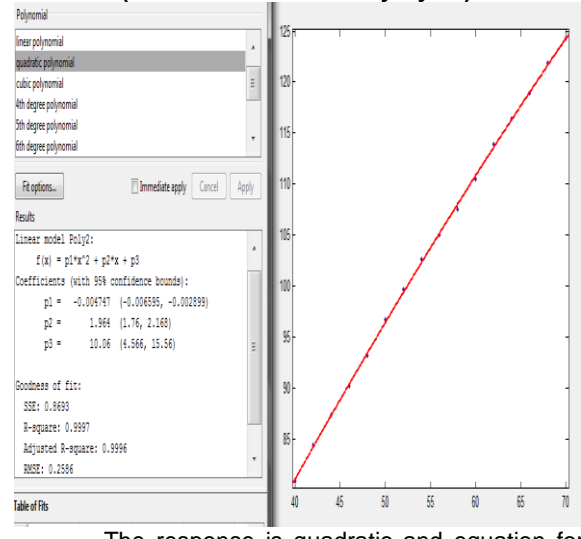 Polynomial
linear polynomial
quadratic polynomial
cubic polynomial
4th degree polynomial
5th degree polynomial
6th degree polynomial
Fit options...
Immediate apply
Cancel
Apply
Results
Linear model Poly2:
f(x) = p1*x^2 + p2*x + p3
Coefficients (with 95% confidence bounds):
p1 = -0.004747 (-0.006595, -0.002899)
p2 = 1.964 (1.76, 2.168)
p3 = 10.06 (4.566, 15.56)
Goodness of fit:
SSE: 0.8693
R-square: 0.9997
Adjusted R-square: 0.9996
RMSE: 0.2586
Table of Fits
125
120
115
110
105
100
95
90
85
40 45 50 55 60 65 70
The response is quadratic and equation for